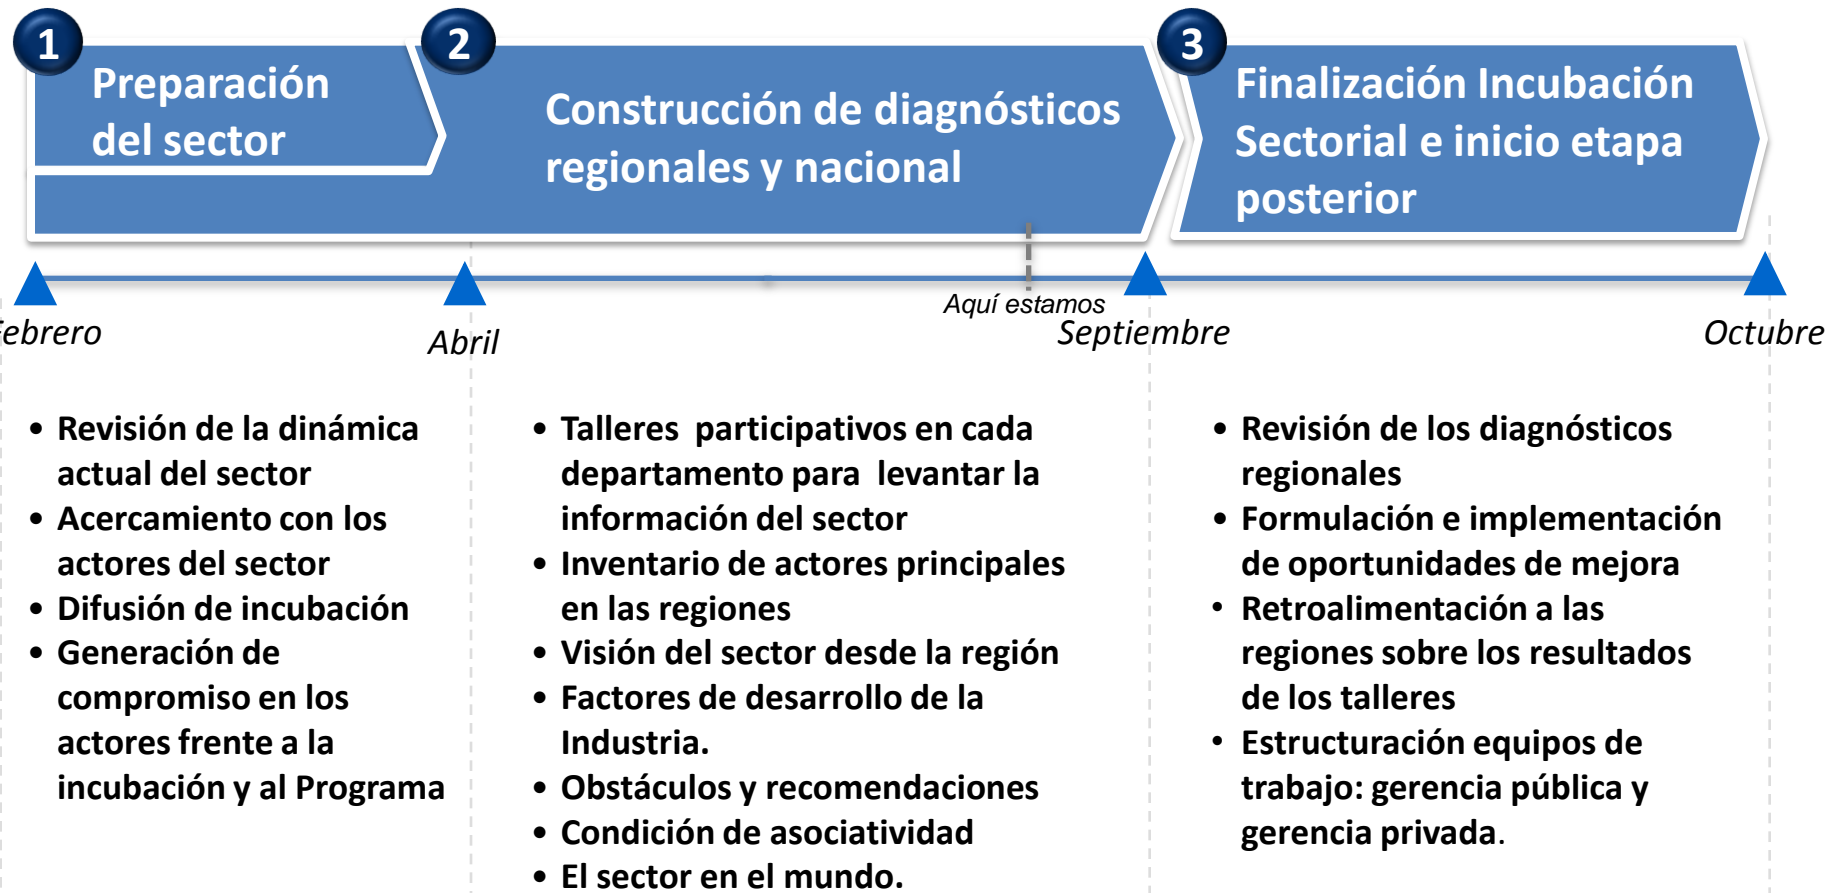 1
Preparación
del sector
2
Construcción de diagnósticos
regionales y nacional
3
Finalización Incubación
Sectorial e inicio etapa
posterior
Aquí estamos
ebrero
Abril
Septiembre
Octubre
• Revisión de la dinámica
actual del sector
• Acercamiento con los
actores del sector
• Difusión de incubación
• Generación de
compromiso en los
actores frente a la
incubación y al Programa
• Talleres participativos en cada
departamento para levantar la
información del sector
• Inventario de actores principales
en las regiones
• Visión del sector desde la región
• Factores de desarrollo de la
Industria.
• Obstáculos y recomendaciones
• Condición de asociatividad
• El sector en el mundo.
• Revisión de los diagnósticos
regionales
• Formulación e implementación
de oportunidades de mejora
• Retroalimentación a las
regiones sobre los resultados
de los talleres
• Estructuración equipos de
trabajo: gerencia pública y
gerencia privada.